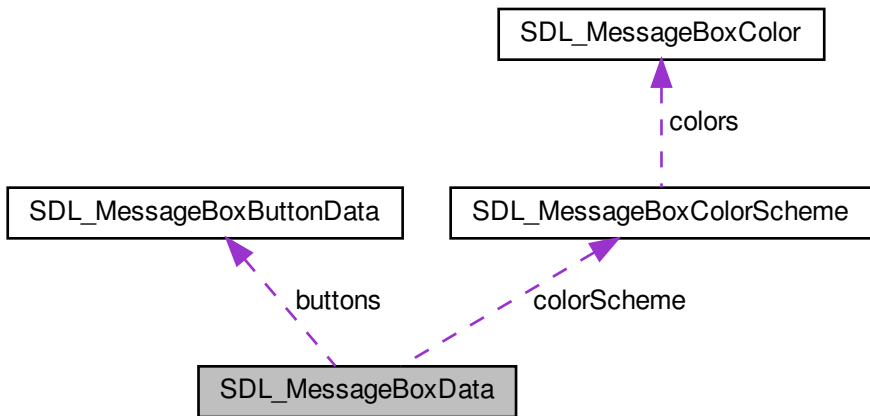 SDL_MessageBoxColor
colors
SDL_MessageBoxButtonData
SDL_MessageBoxColorScheme
buttons
colorScheme
SDL_MessageBoxData